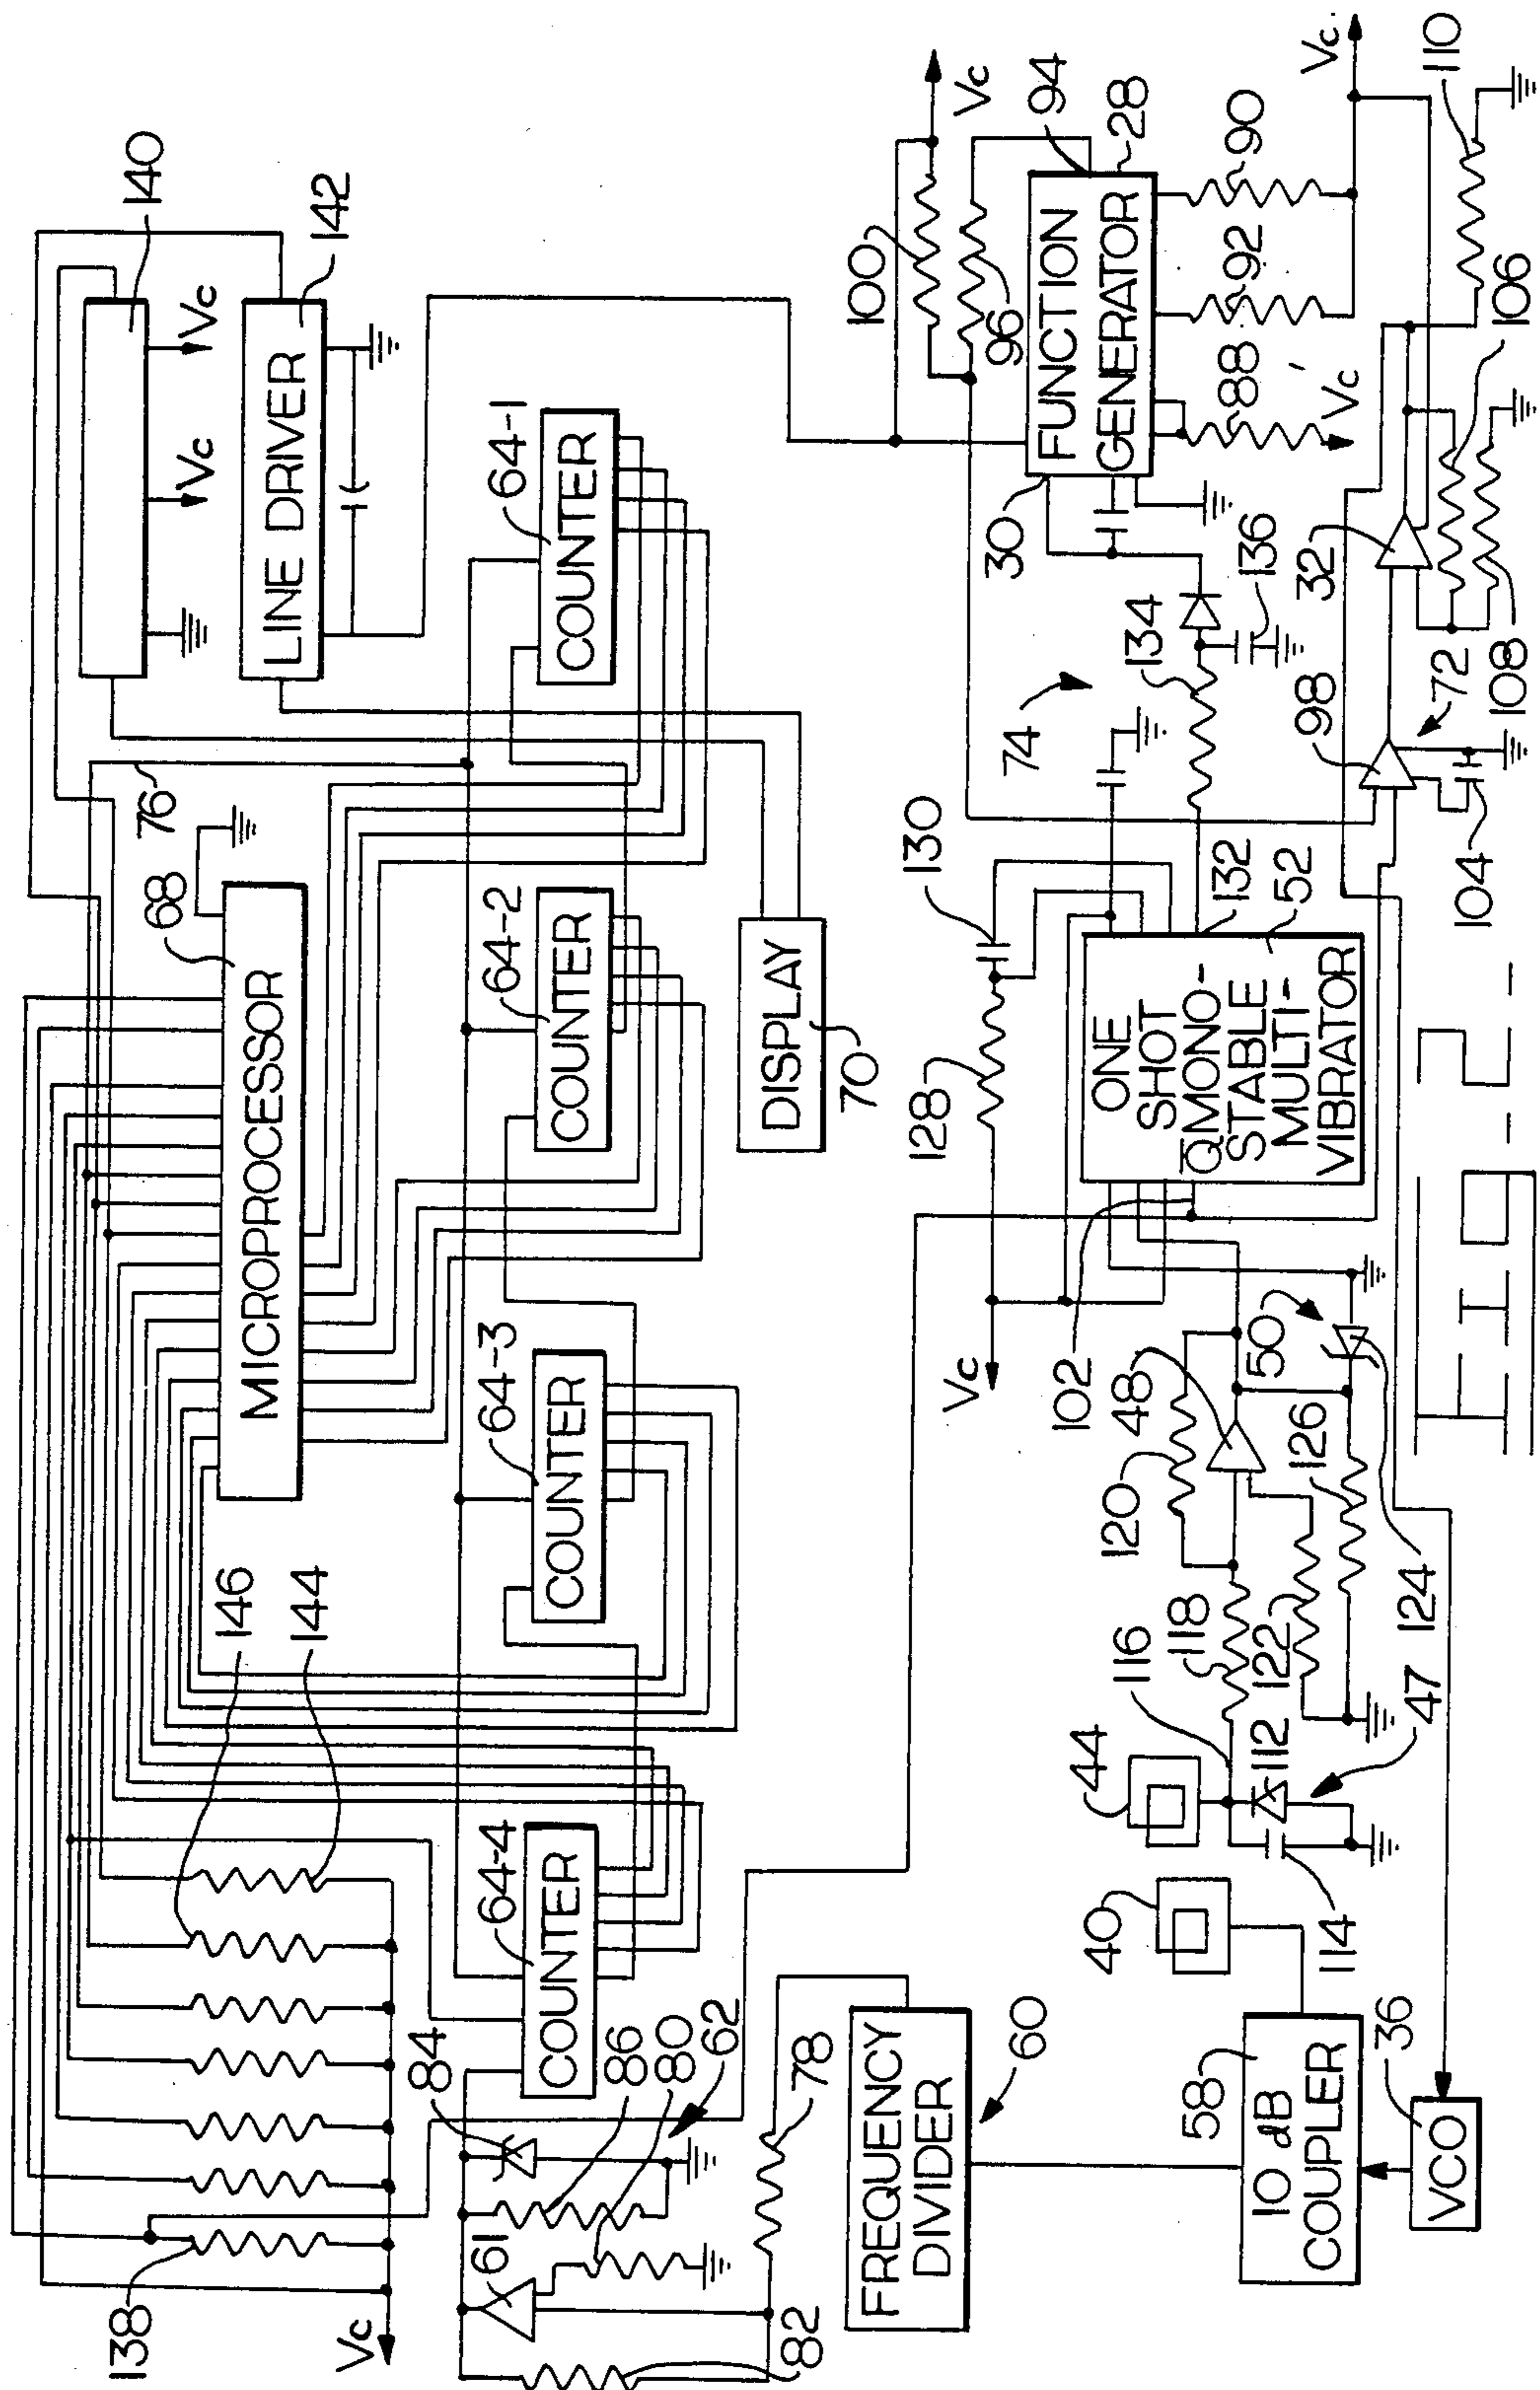 140
Vc
Vc
142
LINE DRIVER
76
68
MICROPROCESSOR
146
144
138
Vc
64-1
COUNTER
64-2
COUNTER
64-3
COUNTER
64-4
COUNTER
84
86
80
62
61
82
78
DISPLAY
70
FREQUENCY
DIVIDER
60
Vc
100
96
94
FUNCTION
GENERATOR
28
30
88
92
90
Vc
Vc
74
134
136
130
128
132
52
ONE
SHOT
Q̅MONO-
STABLE
MULTI-
VIBRATOR
102
Vc
98
72
104
32
106
108
110
50
48
120
126
124
122
118
116
44
112
47
114
40
58
10 dB
COUPLER
36
VCO